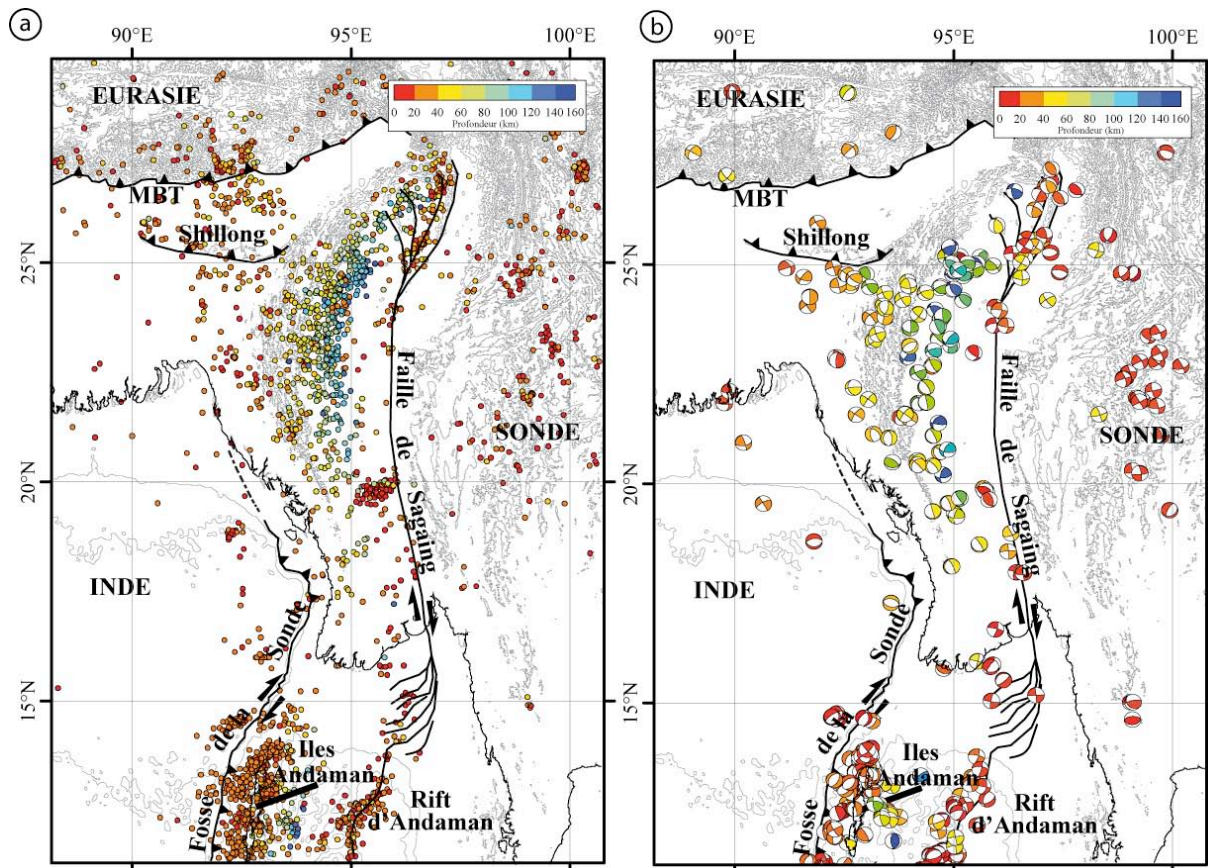 a
90°E 95°E 100°E
EURASIE
0 20 40 60 80 100 120 140 160
Profondeur (km)
MBT
Shillong
25°N
Faille
de
Sagaing
SONDE
20°N
INDE
Sonde
15°N
de la
Fosse
Iles
Andaman
Rift
d'Andaman
b
90°E 95°E 100°E
EURASIE
0 20 40 60 80 100 120 140 160
Profondeur (km)
MBT
Shillong
25°N
Faille
de
Sagaing
SONDE
20°N
INDE
Sonde
15°N
de la
Fosse
Iles
Andaman
Rift
d'Andaman